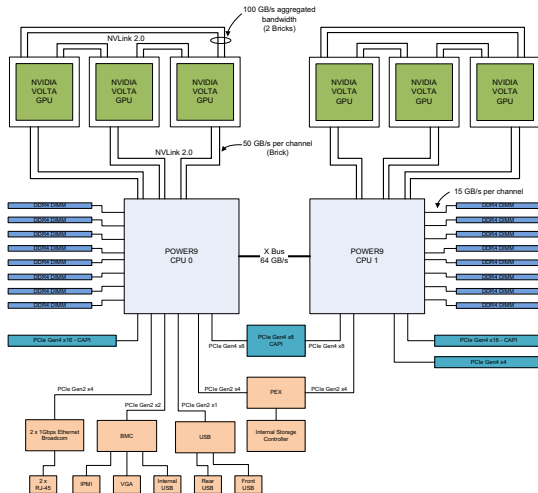 100 GB/s aggregated
bandwidth
(2 Bricks)
NVLink 2.0
NVIDIA
VOLTA
GPU
NVIDIA
VOLTA
GPU
NVIDIA
VOLTA
GPU
NVIDIA
VOLTA
GPU
NVIDIA
VOLTA
GPU
NVIDIA
VOLTA
GPU
NVLink 2.0
50 GB/s per channel
(Brick)
15 GB/s per channel
DDR4 DIMM
DDR4 DIMM
DDR4 DIMM
DDR4 DIMM
DDR4 DIMM
DDR4 DIMM
DDR4 DIMM
DDR4 DIMM
POWER9
CPU 0
X Bus
64 GB/s
POWER9
CPU 1
DDR4 DIMM
DDR4 DIMM
DDR4 DIMM
DDR4 DIMM
DDR4 DIMM
DDR4 DIMM
DDR4 DIMM
DDR4 DIMM
PCIe Gen4 x16 - CAPI
PCIe Gen4 x8
PCIe Gen4 x8
CAPI
PCIe Gen4 x8
PCIe Gen4 x16 - CAPI
PCIe Gen4 x4
PCIe Gen2 x4
PCIe Gen2 x2
PCIe Gen2 x1
PCIe Gen2 x4
PEX
PCIe Gen2 x4
2 x 1Gbps Ethernet
Broadcom
BMC
USB
Internal Storage
Controller
2 x
RJ-45
IPMI
VGA
Internal
USB
Rear
USB
Front
USB